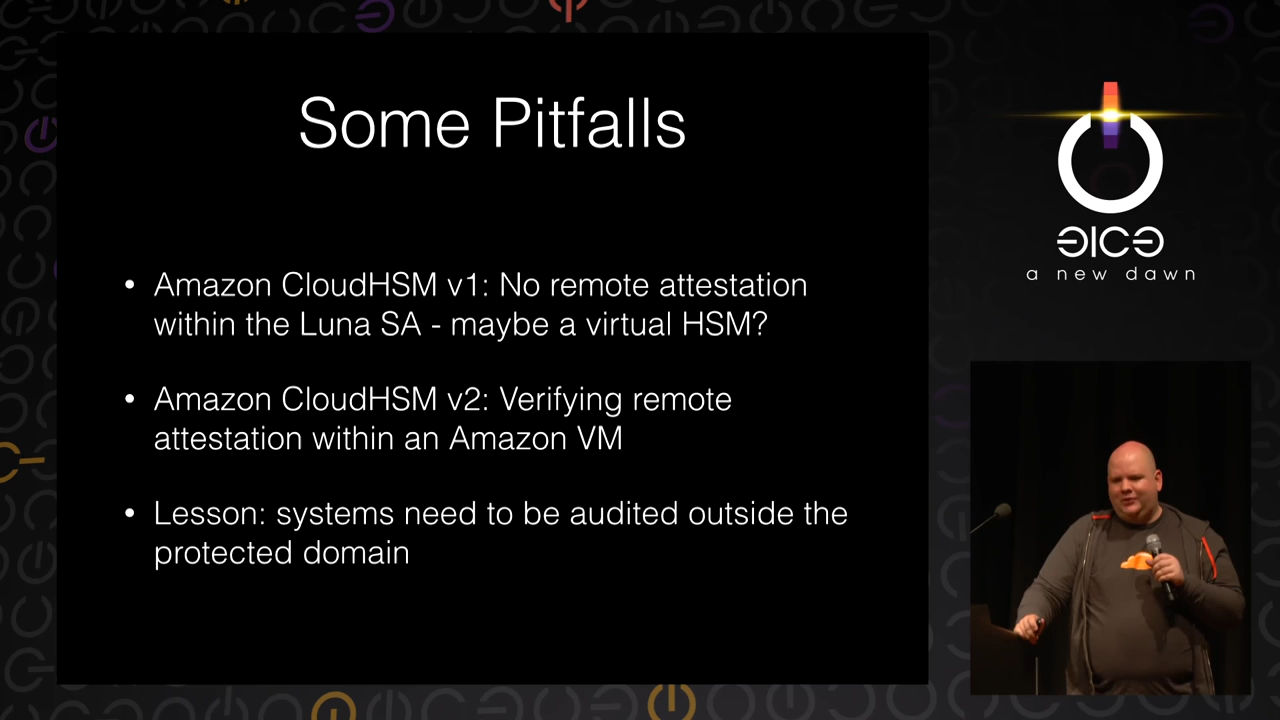 Some Pitfalls
• Amazon CloudHSM v1: No remote attestation
within the Luna SA - maybe a virtual HSM?
• Amazon CloudHSM v2: Verifying remote
attestation within an Amazon VM
• Lesson: systems need to be audited outside the
protected domain
a new dawn